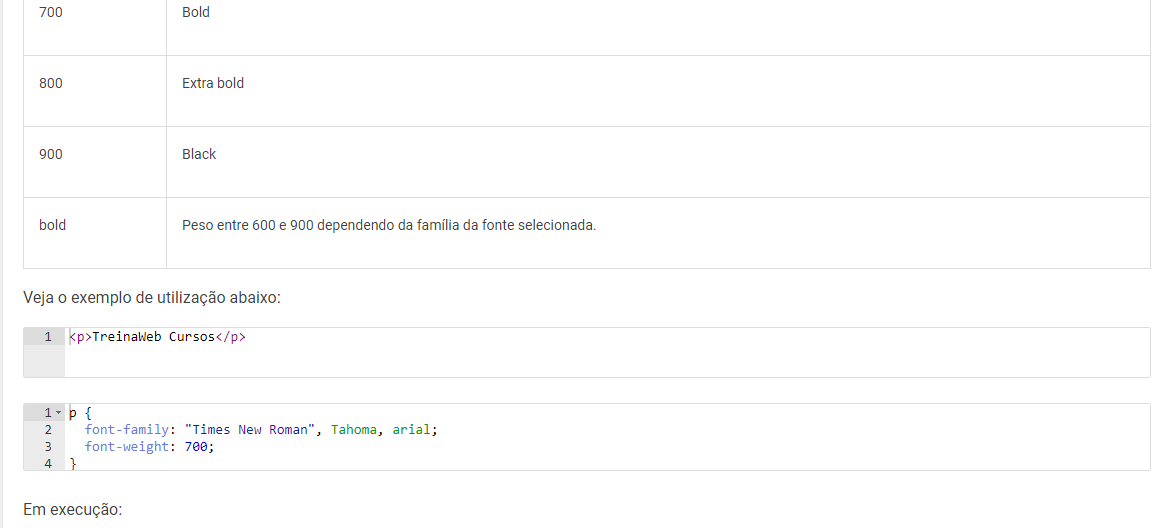 700 Bold
800 Extra bold
900 Black
bold Peso entre 600 e 900 dependendo da família da fonte selecionada.
Veja o exemplo de utilização abaixo:
1 <p>TreinaWeb Cursos</p>
1 p {
2 font-family: "Times New Roman", Tahoma, arial;
3 font-weight: 700;
4 }
Em execução: